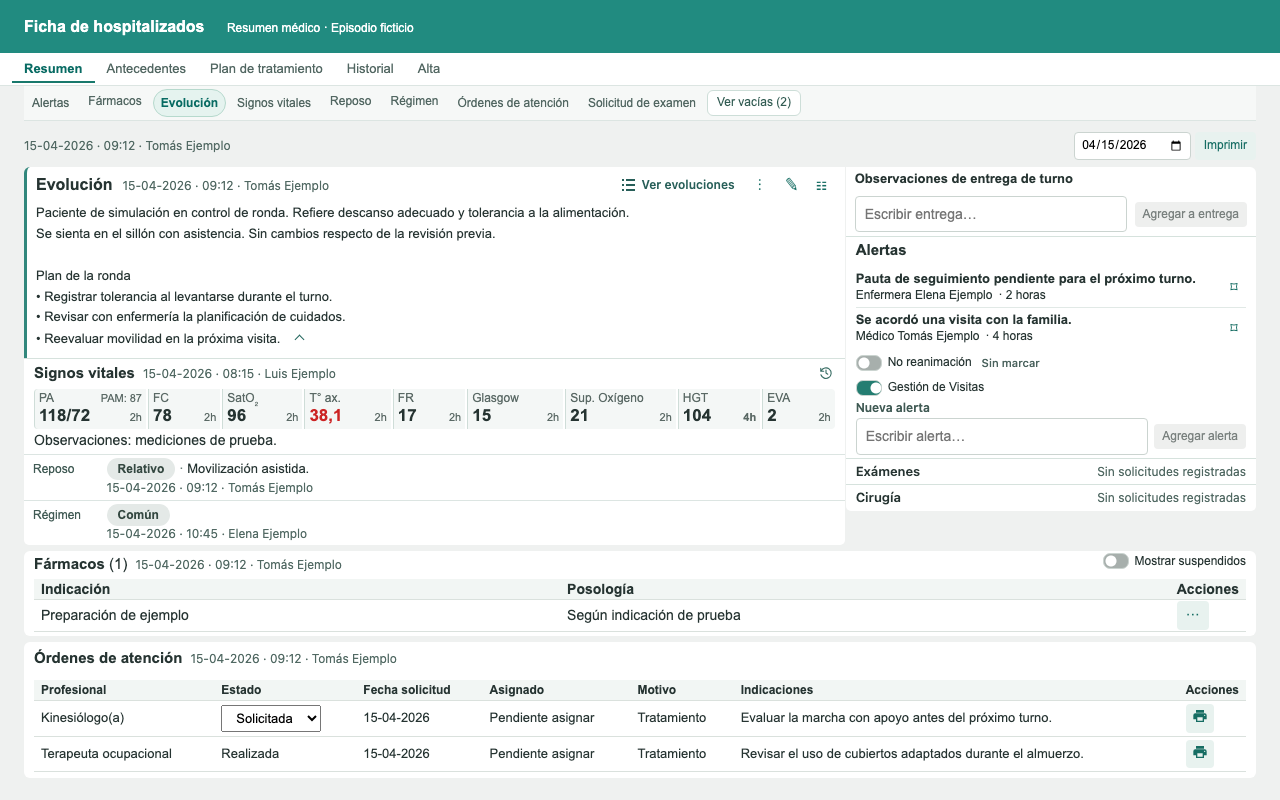 Ficha de hospitalizados Resumen médico · Episodio ficticio
Resumen Antecedentes Plan de tratamiento Historial Alta
Alertas Fármacos Evolución Signos vitales Reposo Régimen Órdenes de atención Solicitud de examen Ver vacías (2)
15-04-2026 · 09:12 · Tomás Ejemplo
04/15/2026 Imprimir
Evolución 15-04-2026 · 09:12 · Tomás Ejemplo Ver evoluciones
Paciente de simulación en control de ronda. Refiere descanso adecuado y tolerancia a la alimentación.
Se sienta en el sillón con asistencia. Sin cambios respecto de la revisión previa.
Plan de la ronda
• Registrar tolerancia al levantarse durante el turno.
• Revisar con enfermería la planificación de cuidados.
• Reevaluar movilidad en la próxima visita.
Signos vitales 15-04-2026 · 08:15 · Luis Ejemplo
PA PAM: 87 FC SatO2 T° ax. FR Glasgow Sup. Oxígeno HGT EVA
118/72 2h 78 2h 96 2h 38,1 2h 17 2h 15 2h 21 2h 104 4h 2 2h
Observaciones: mediciones de prueba.
Reposo Relativo · Movilización asistida.
15-04-2026 · 09:12 · Tomás Ejemplo
Régimen Común
15-04-2026 · 10:45 · Elena Ejemplo
Observaciones de entrega de turno
Escribir entrega… Agregar a entrega
Alertas
Pauta de seguimiento pendiente para el próximo turno.
Enfermera Elena Ejemplo · 2 horas
Se acordó una visita con la familia.
Médico Tomás Ejemplo · 4 horas
No reanimación Sin marcar
Gestión de Visitas
Nueva alerta
Escribir alerta… Agregar alerta
Exámenes Sin solicitudes registradas
Cirugía Sin solicitudes registradas
Fármacos (1) 15-04-2026 · 09:12 · Tomás Ejemplo Mostrar suspendidos
Indicación Posología Acciones
Preparación de ejemplo Según indicación de prueba ···
Órdenes de atención 15-04-2026 · 09:12 · Tomás Ejemplo
Profesional Estado Fecha solicitud Asignado Motivo Indicaciones Acciones
Kinesiólogo(a) Solicitada 15-04-2026 Pendiente asignar Tratamiento Evaluar la marcha con apoyo antes del próximo turno.
Terapeuta ocupacional Realizada 15-04-2026 Pendiente asignar Tratamiento Revisar el uso de cubiertos adaptados durante el almuerzo.